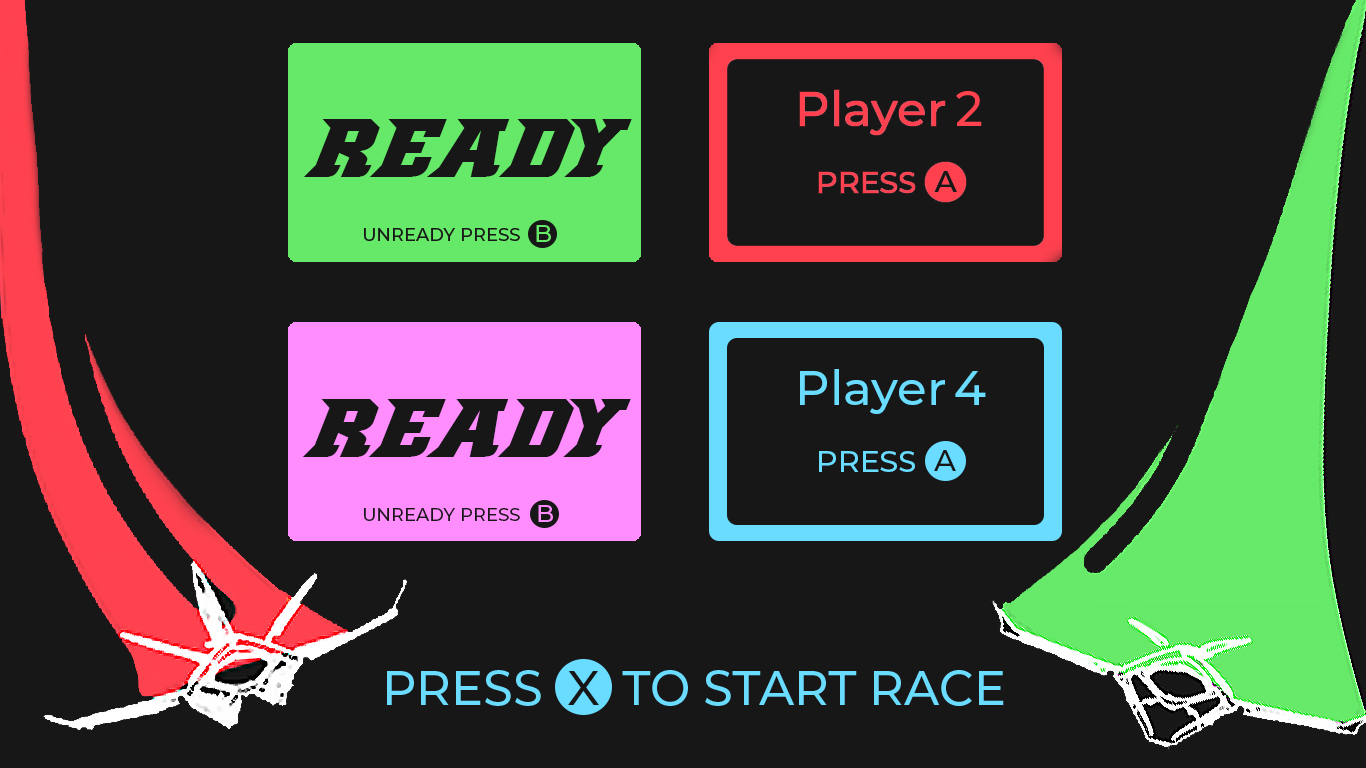 READY
UNREADY PRESS B
Player 2
PRESS A
READY
UNREADY PRESS B
Player 4
PRESS A
PRESS X TO START RACE